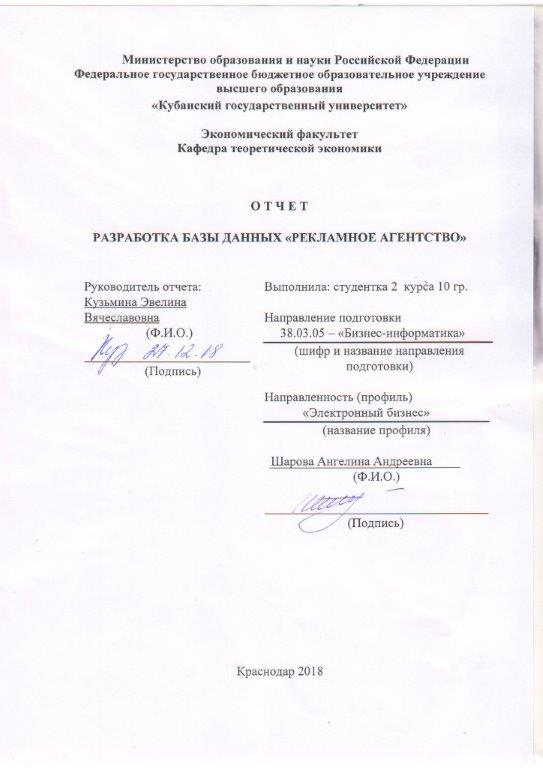 Министерство образования и науки Российской Федерации
Федеральное государственное бюджетное образовательное учреждение
высшего образования
«Кубанский государственный университет»
Экономический факультет
Кафедра теоретической экономики
О Т Ч Е Т
РАЗРАБОТКА БАЗЫ ДАННЫХ «РЕКЛАМНОЕ АГЕНТСТВО»
Руководитель отчета:
Кузьмина Эвелина
Вячеславовна
(Ф.И.О.)
27.12.18
(Подпись)
Выполнила: студентка 2 курса 10 гр.
Направление подготовки
38.03.05 – «Бизнес-информатика»
(шифр и название направления
подготовки)
Направленность (профиль)
«Электронный бизнес»
(название профиля)
Шарова Ангелина Андреевна
(Ф.И.О.)
(Подпись)
Краснодар 2018